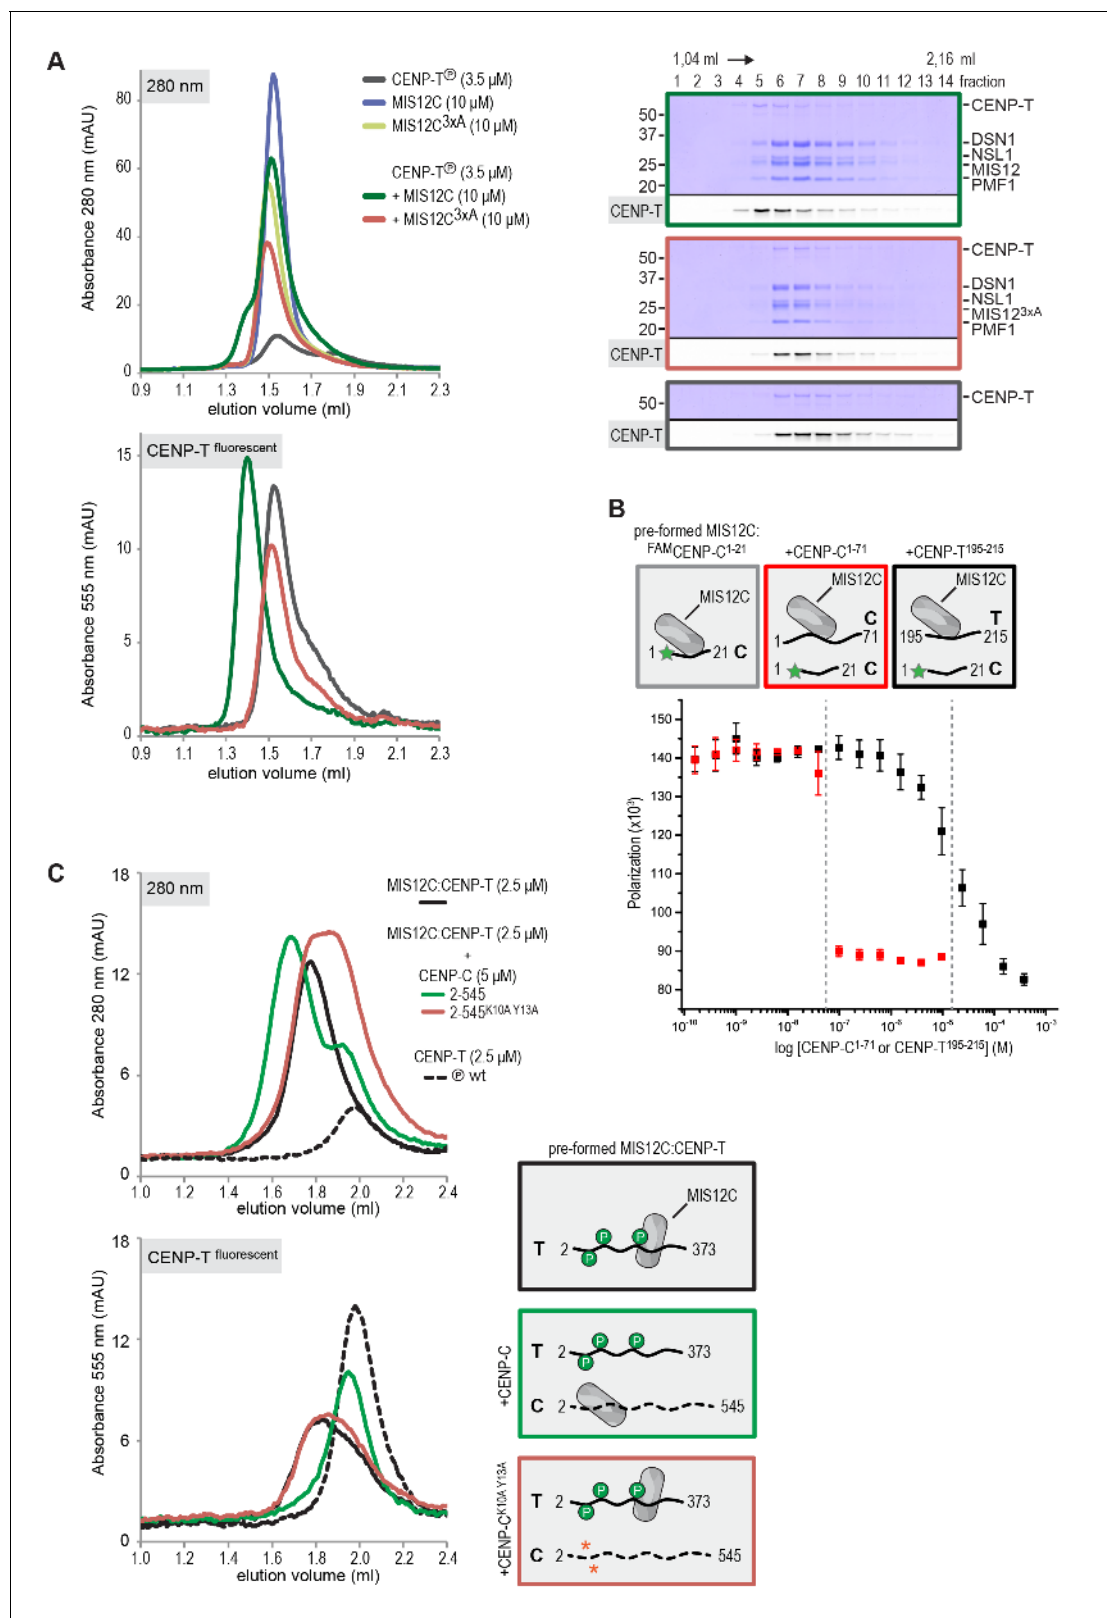 A
280 nm
Absorbance 280 nm (mAU)
80
60
40
20
0
0.9 1.1 1.3 1.5 1.7 1.9 2.1 2.3
elution volume (ml)
CENP-TⓅ (3.5 μM)
MIS12C (10 μM)
MIS12C3xA (10 μM)
CENP-TⓅ (3.5 μM)
+ MIS12C (10 μM)
+ MIS12C3xA (10 μM)
CENP-T fluorescent
Absorbance 555 nm (mAU)
15
10
5
0
0.9 1.1 1.3 1.5 1.7 1.9 2.1 2.3
elution volume (ml)
1,04 ml → 2,16 ml
1 2 3 4 5 6 7 8 9 10 11 12 13 14 fraction
50
37
25
20
CENP-T
DSN1
NSL1
MIS12
PMF1
CENP-T
50
37
25
20
CENP-T
DSN1
NSL1
MIS123xA
PMF1
CENP-T
50
CENP-T
CENP-T
B
pre-formed MIS12C:
FAMCENP-C1-21
+CENP-C1-71
+CENP-T195-215
MIS12C
1 21 C
MIS12C
C
1 71
1 21 C
MIS12C
T
195 215
1 21 C
Polarization (x10³)
150
140
130
120
110
100
90
80
10-10 10-9 10-8 10-7 10-6 10-5 10-4 10-3
log [CENP-C1-71 or CENP-T195-215] (M)
C
280 nm
Absorbance 280 nm (mAU)
18
12
6
0
1.0 1.2 1.4 1.6 1.8 2.0 2.2 2.4
elution volume (ml)
MIS12C:CENP-T (2.5 μM)
MIS12C:CENP-T (2.5 μM)
+
CENP-C (5 μM)
2-545
2-545K10A Y13A
CENP-T (2.5 μM)
Ⓟ wt
CENP-T fluorescent
Absorbance 555 nm (mAU)
18
12
6
0
1.0 1.2 1.4 1.6 1.8 2.0 2.2 2.4
elution volume (ml)
pre-formed MIS12C:CENP-T
MIS12C
T 2 P P P 373
+CENP-C
T 2 P P P 373
C 2 545
+CENP-CK10A Y13A
T 2 P P P 373
C 2 * * 545